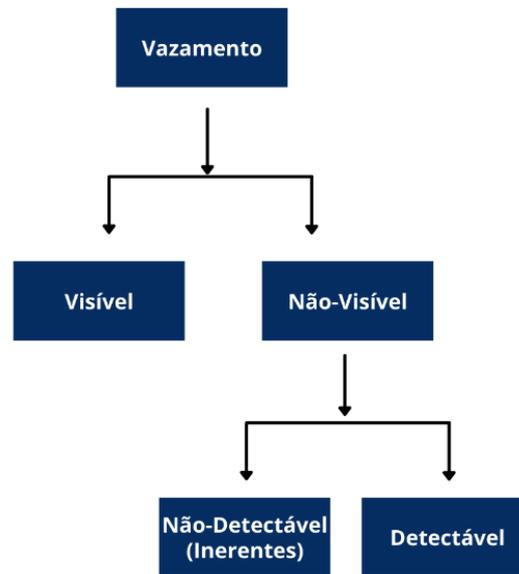 Vazamento
Visível
Não-Visível
Não-Detectável
(Inerentes)
Detectável